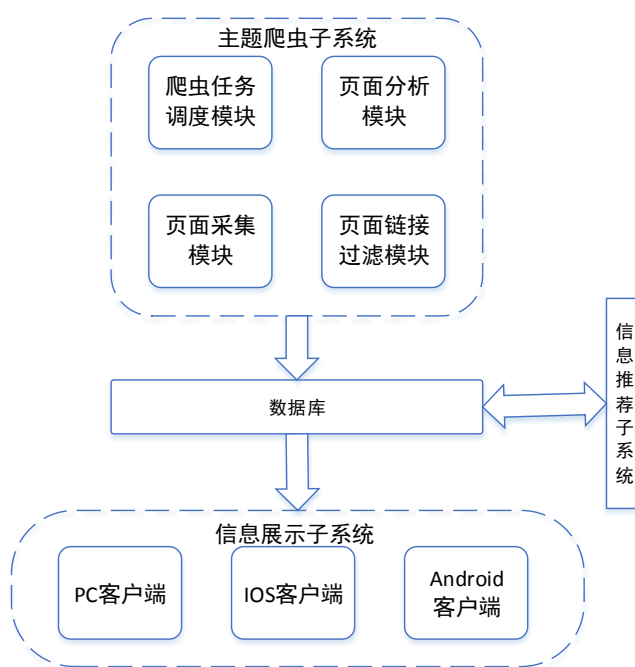 主题爬虫子系统
爬虫任务
调度模块
页面分析
模块
页面采集
模块
页面链接
过滤模块
数据库
信
息
推
荐
子
系
统
信息展示子系统
PC客户端
IOS客户端
Android
客户端